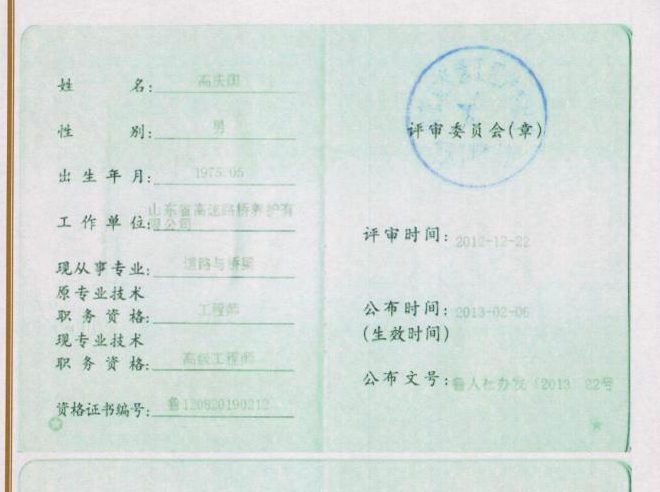 姓名:高庆国
性别:男
出生年月:1975.05
工作单位:山东省高速路桥养护有
限公司
现从事专业:道路与桥梁
原专业技术
职务资格:工程师
现专业技术
职务资格:高级工程师
资格证书编号:鲁120820190212
评审委员会(章)
评审时间:2012-12-22
公布时间:2013-02-06
(生效时间)
公布文号:鲁人社办发〔2013〕22号